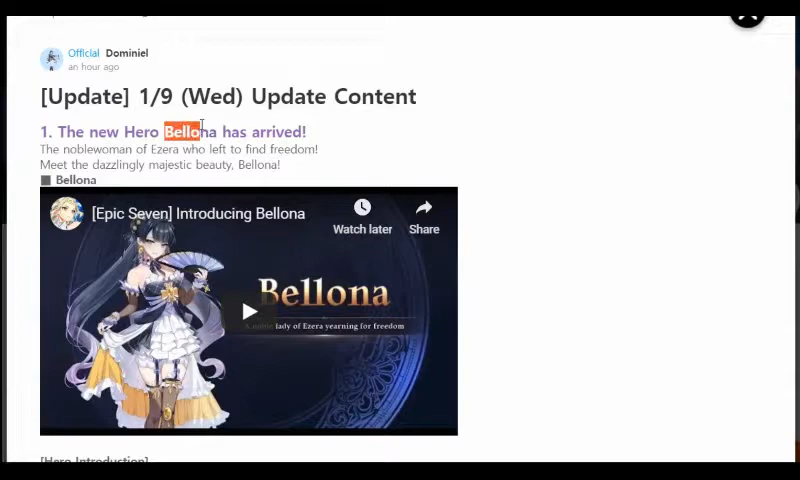 Official Dominiel
an hour ago
[Update] 1/9 (Wed) Update Content
1. The new Hero Bellona has arrived!
The noblewoman of Ezera who left to find freedom!
Meet the dazzlingly majestic beauty, Bellona!
■ Bellona
[Epic Seven] Introducing Bellona
Watch later
Share
Bellona
A noble lady of Ezera yearning for freedom
[Hero Introduction]